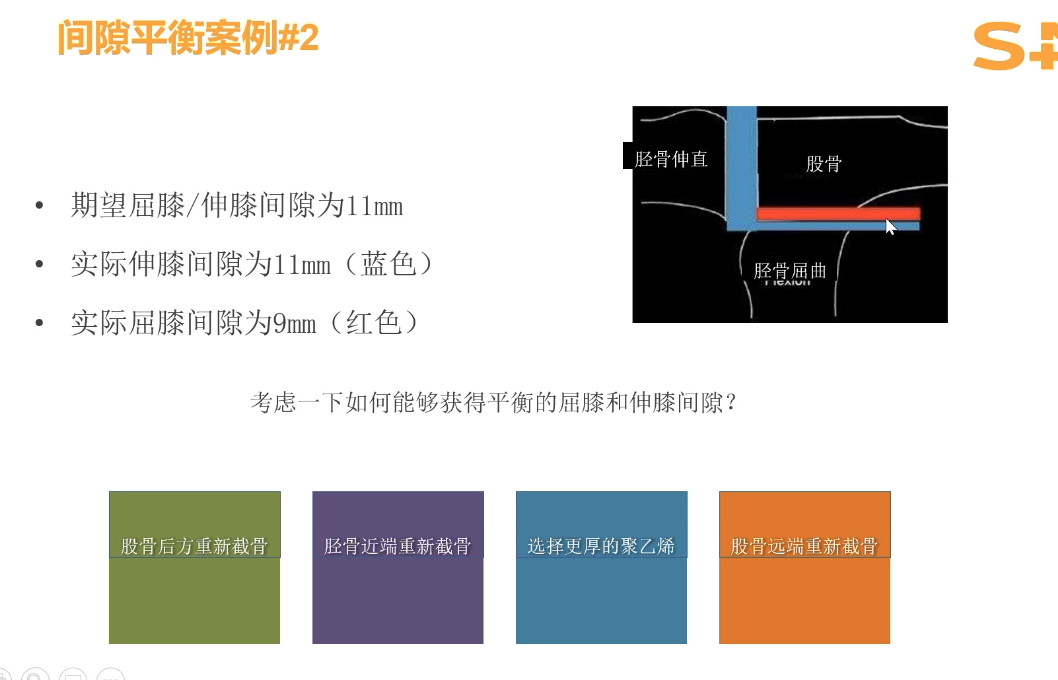 间隙平衡案例#2
S+
胫骨伸直
股骨
• 期望屈膝/伸膝间隙为11mm
• 实际伸膝间隙为11mm（蓝色）
胫骨屈曲
Flexion
• 实际屈膝间隙为9mm（红色）
考虑一下如何能够获得平衡的屈膝和伸膝间隙？
股骨后方重新截骨
胫骨近端重新截骨
选择更厚的聚乙烯
股骨远端重新截骨